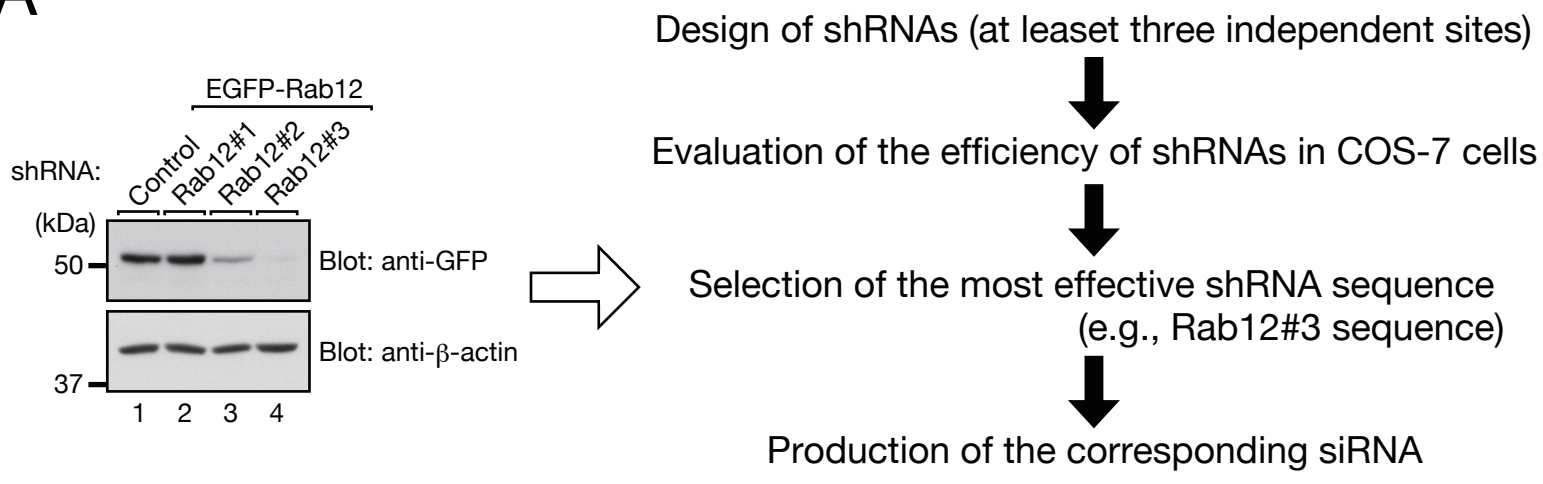 A
EGFP-Rab12
shRNA:
Control
Rab12#1
Rab12#2
Rab12#3
(kDa)
50
Blot: anti-GFP
Blot: anti-β-actin
37
1 2 3 4
Design of shRNAs (at leaset three independent sites)
Evaluation of the efficiency of shRNAs in COS-7 cells
Selection of the most effective shRNA sequence
(e.g., Rab12#3 sequence)
Production of the corresponding siRNA